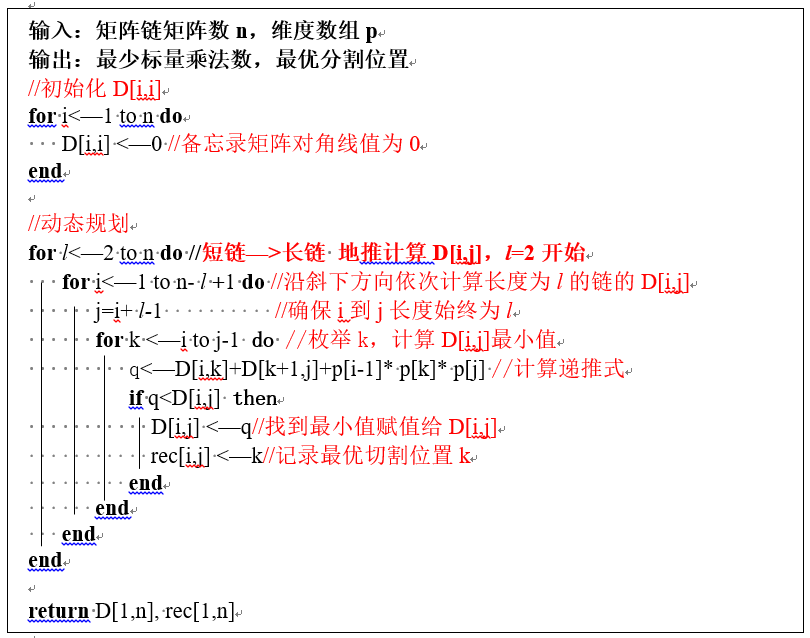 输入：矩阵链矩阵数 n，维度数组 p
输出：最少标量乘法数，最优分割位置
//初始化 D[i,i]
for i<—1 to n do
D[i,i] <—0 //备忘录矩阵对角线值为 0
end
//动态规划
for l<—2 to n do //短链—>长链 地推计算 D[i,j]，l=2 开始
for i<—1 to n- l +1 do //沿斜下方向依次计算长度为 l 的链的 D[i,j]
j=i+ l-1 //确保 i 到 j 长度始终为 l
for k <—i to j-1 do //枚举 k，计算 D[i,j]最小值
q<—D[i,k]+D[k+1,j]+p[i-1]* p[k]* p[j] //计算递推式
if q<D[i,j] then
D[i,j] <—q//找到最小值赋值给 D[i,j]
rec[i,j] <—k//记录最优切割位置 k
end
end
end
end
return D[1,n], rec[1,n]